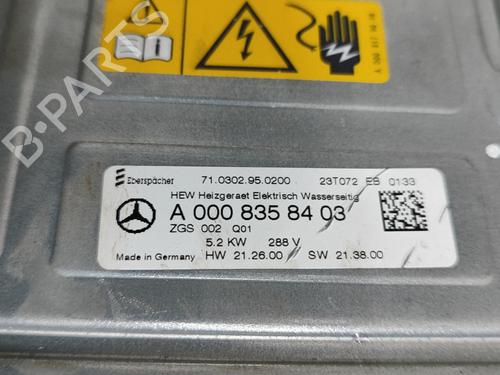 Eberspächer 71.0302.95.0200 23T072 EB 0133
HEW Heizgeraet Elektrisch Wasserseitig
A 000 835 84 03
ZGS 002 Q01
5.2 KW 288 V
Made in Germany HW 21.26.00 SW 21.38.00
B-PARTS